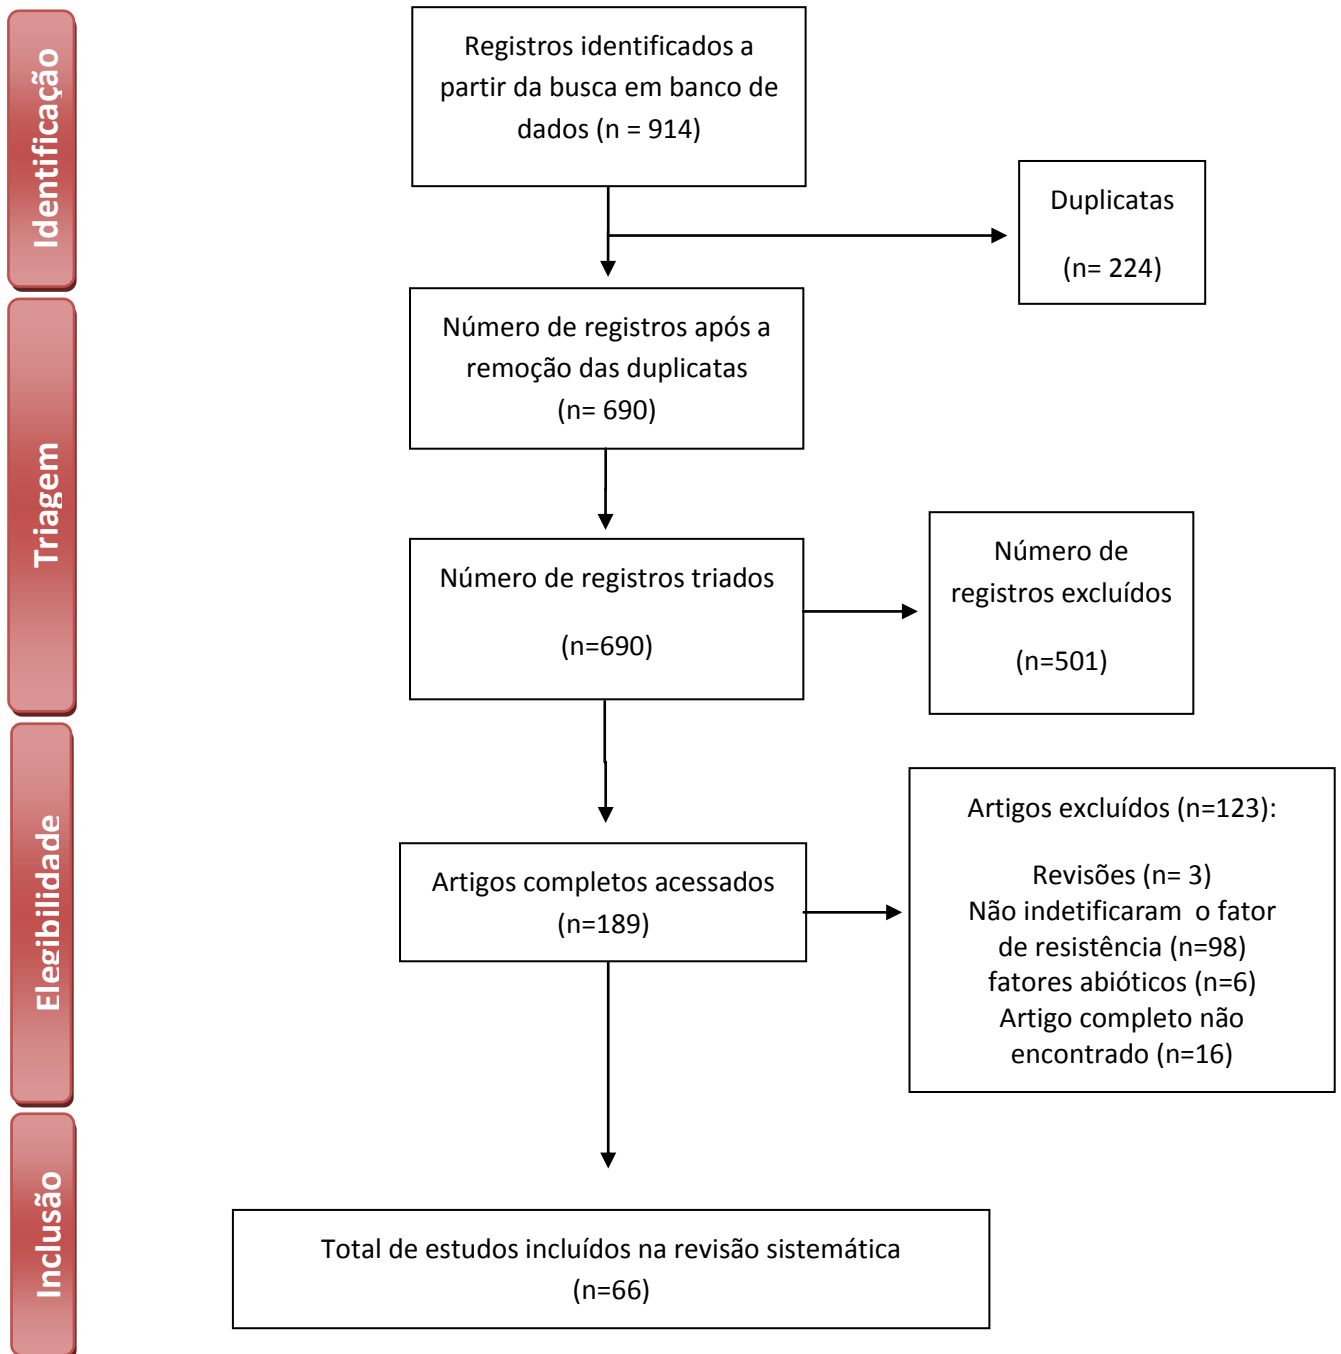 Identificação
Registros identificados a
partir da busca em banco de
dados (n = 914)
Duplicatas
(n= 224)
Triagem
Número de registros após a
remoção das duplicatas
(n= 690)
Número de registros triados
(n=690)
Número de
registros excluídos
(n=501)
Elegibilidade
Artigos completos acessados
(n=189)
Artigos excluídos (n=123):
Revisões (n= 3)
Não indetificaram o fator
de resistência (n=98)
fatores abióticos (n=6)
Artigo completo não
encontrado (n=16)
Inclusão
Total de estudos incluídos na revisão sistemática
(n=66)